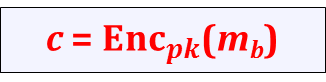 c = Enc_pk(m_b)